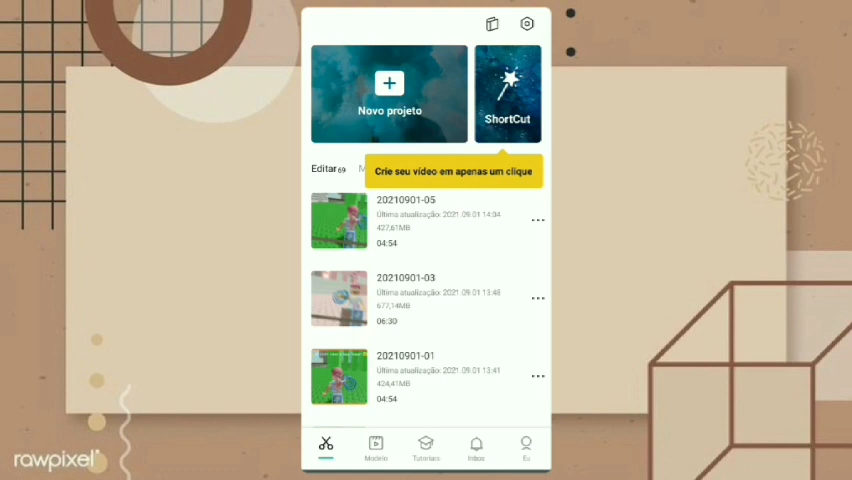 Novo projeto
ShortCut
Editar 69
Crie seu vídeo em apenas um clique
20210901-05
Última atualização: 2021.09.01 14:04
427,61MB
04:54
20210901-03
Última atualização: 2021.09.01 13:48
677,14MB
06:30
20210901-01
Última atualização: 2021.09.01 13:41
424,41MB
04:54
Modelo
Tutoriais
Inbox
Eu
rawpixel